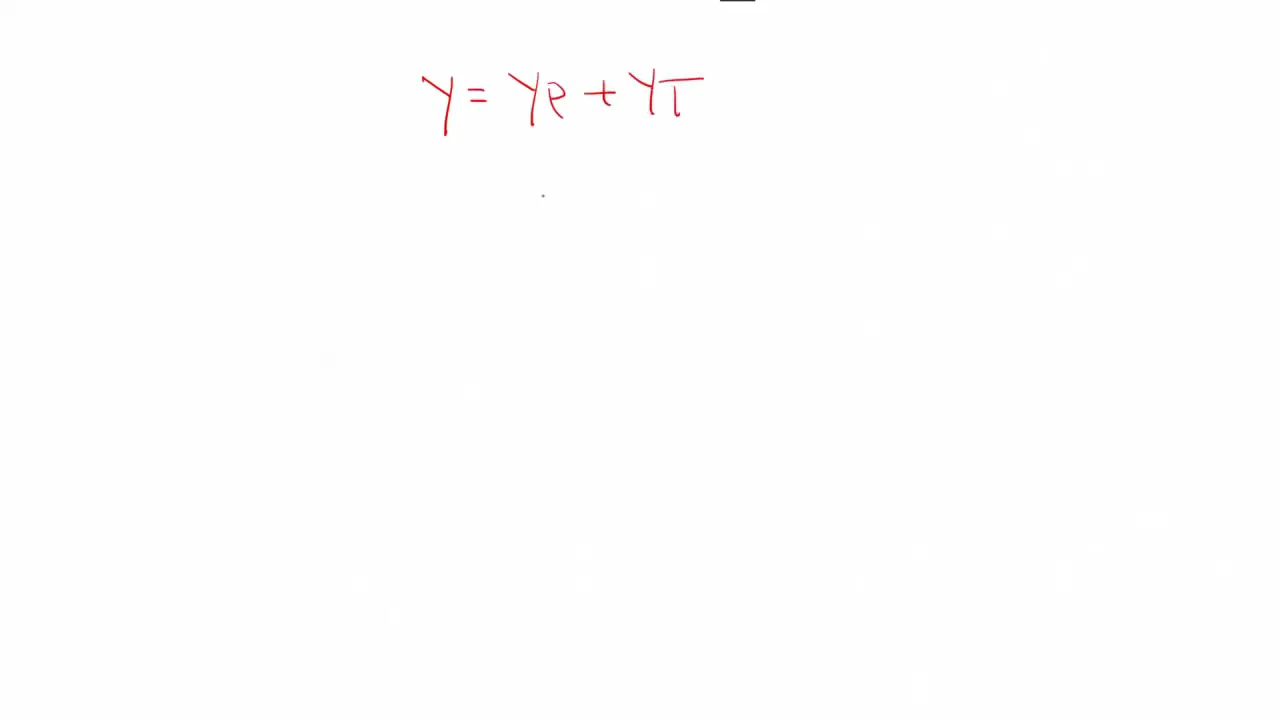 Y = YP + YT